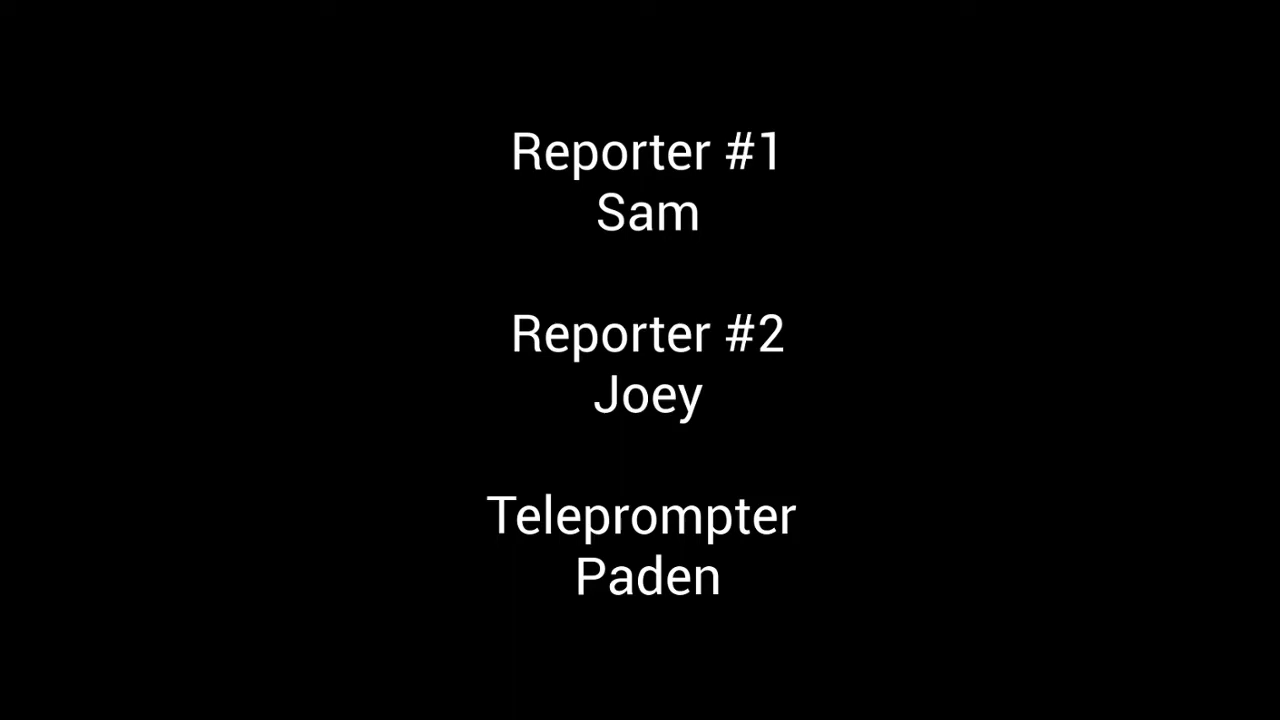 Reporter #1
Sam
Reporter #2
Joey
Teleprompter
Paden